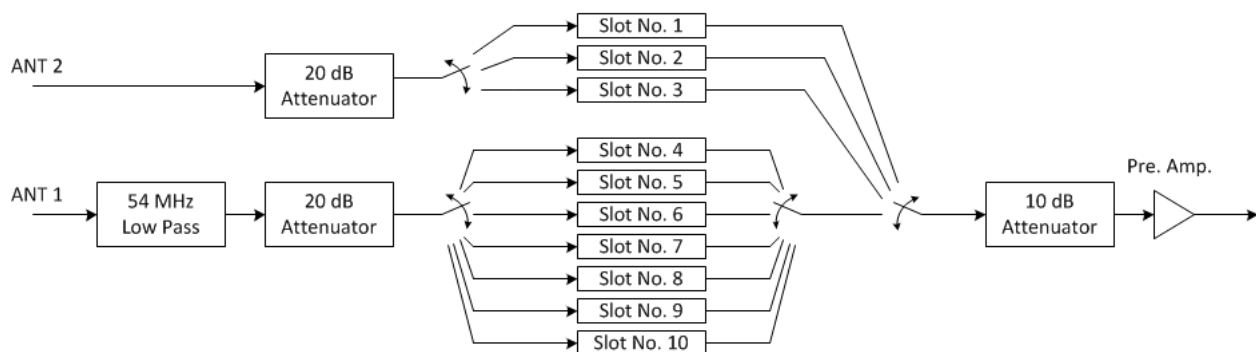 Slot No. 1
Slot No. 2
Slot No. 3
ANT 2
20 dB
Attenuator
Slot No. 4
Slot No. 5
Slot No. 6
Slot No. 7
Slot No. 8
Slot No. 9
Slot No. 10
ANT 1
54 MHz
Low Pass
20 dB
Attenuator
10 dB
Attenuator
Pre. Amp.